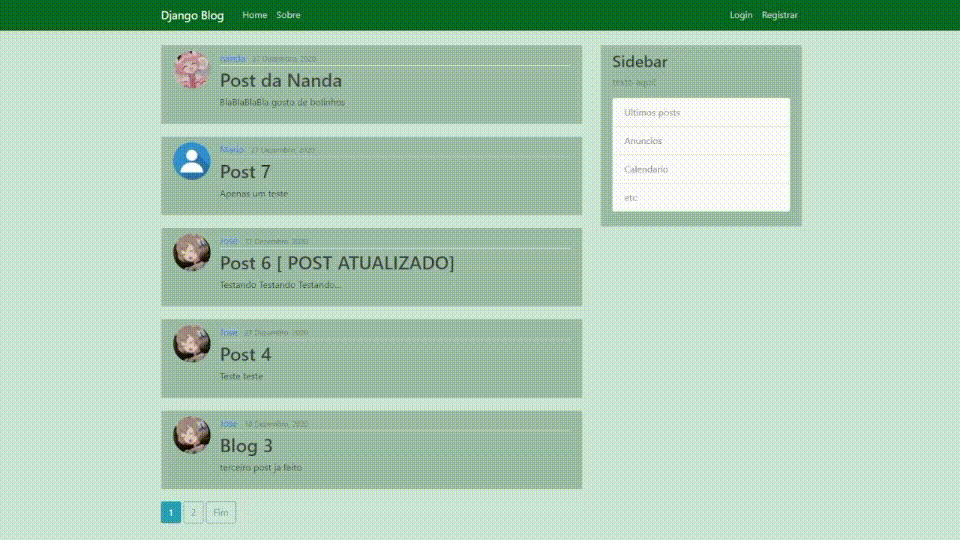 Django Blog Home Sobre Login Registrar
nanda 27 Dezembro, 2020
Post da Nanda
BlaBlaBlaBla gosto de bolinhos
Mario 27 Dezembro, 2020
Post 7
Apenas um teste
Jose 27 Dezembro, 2020
Post 6 [ POST ATUALIZADO]
Testando Testando Testando...
Jose 27 Dezembro, 2020
Post 4
Teste teste
Jose Dezembro, 2020
Blog 3
terceiro post ja feito
1 2 Fim
Sidebar
texto aqui!
Ultimos posts
Anuncios
Calendario
etc